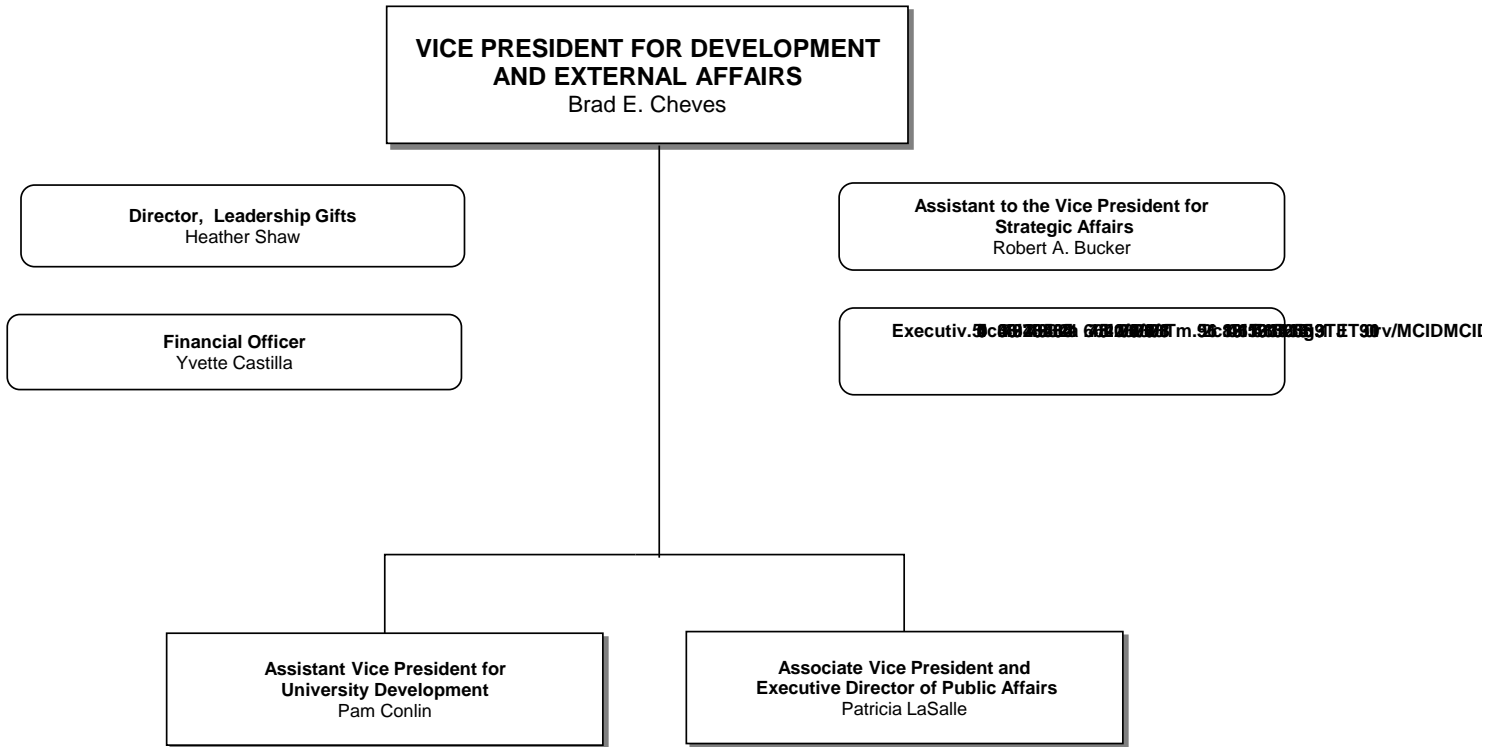 VICE PRESIDENT FOR DEVELOPMENT
AND EXTERNAL AFFAIRS
Brad E. Cheves
Director, Leadership Gifts
Heather Shaw
Assistant to the Vice President for
Strategic Affairs
Robert A. Bucker
Financial Officer
Yvette Castilla
Assistant Vice President for
University Development
Pam Conlin
Associate Vice President and
Executive Director of Public Affairs
Patricia LaSalle